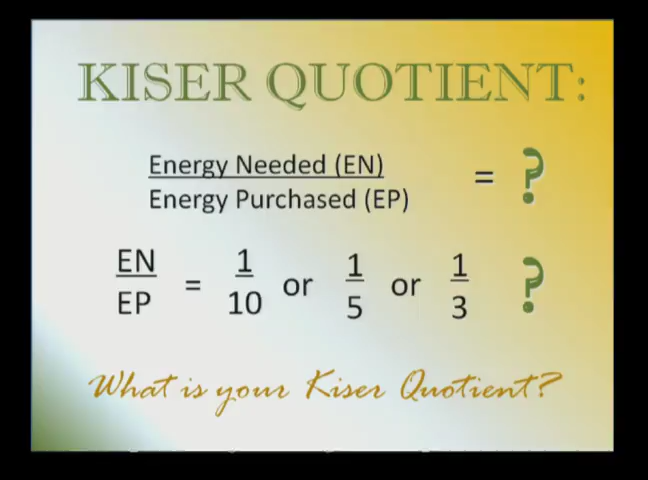 KISER QUOTIENT:
Energy Needed (EN)
Energy Purchased (EP)
= ?
EN
EP
=
1
10
or
1
5
or
1
3
?
What is your Kiser Quotient?